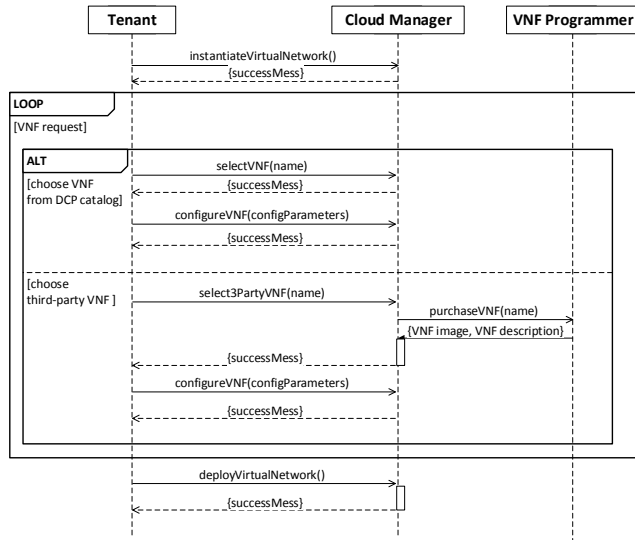 Tenant
Cloud Manager
VNF Programmer
instantiateVirtualNetwork()
{successMess}
LOOP
[VNF request]
ALT
[choose VNF
from DCP catalog]
selectVNF(name)
{successMess}
configureVNF(configParameters)
{successMess}
[choose
third-party VNF ]
select3PartyVNF(name)
purchaseVNF(name)
{VNF image, VNF description}
{successMess}
configureVNF(configParameters)
{successMess}
deployVirtualNetwork()
{successMess}